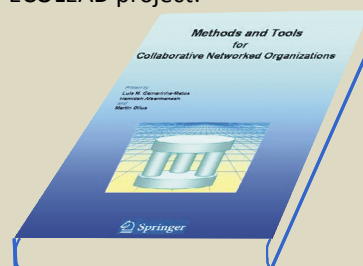 ECOLEAD project.
Methods and Tools
for
Collaborative Networked Organizations
Luis M. Camarinha-Matos
Hamideh Afsarmanesh
and
Martin Ollus
Springer